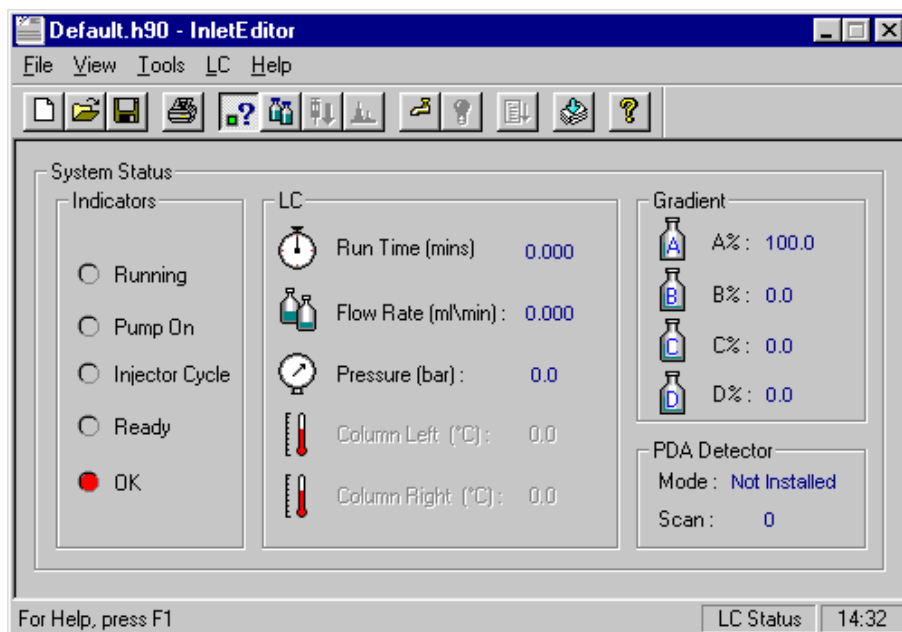 Default.h90 - InletEditor
File View Tools LC Help
System Status
Indicators
Running
Pump On
Injector Cycle
Ready
OK
LC
Run Time (mins) 0.000
Flow Rate (ml\min) : 0.000
Pressure (bar) : 0.0
Column Left (°C) : 0.0
Column Right (°C) : 0.0
Gradient
A A% : 100.0
B B% : 0.0
C C% : 0.0
D D% : 0.0
PDA Detector
Mode : Not Installed
Scan : 0
For Help, press F1 LC Status 14:32